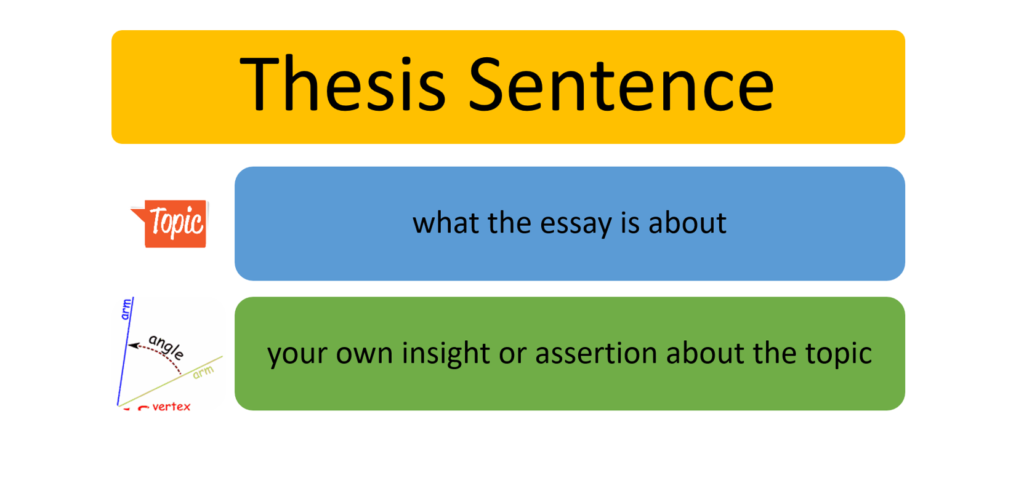 Thesis Sentence
Topic
what the essay is about
arm
angle
arm
vertex
your own insight or assertion about the topic